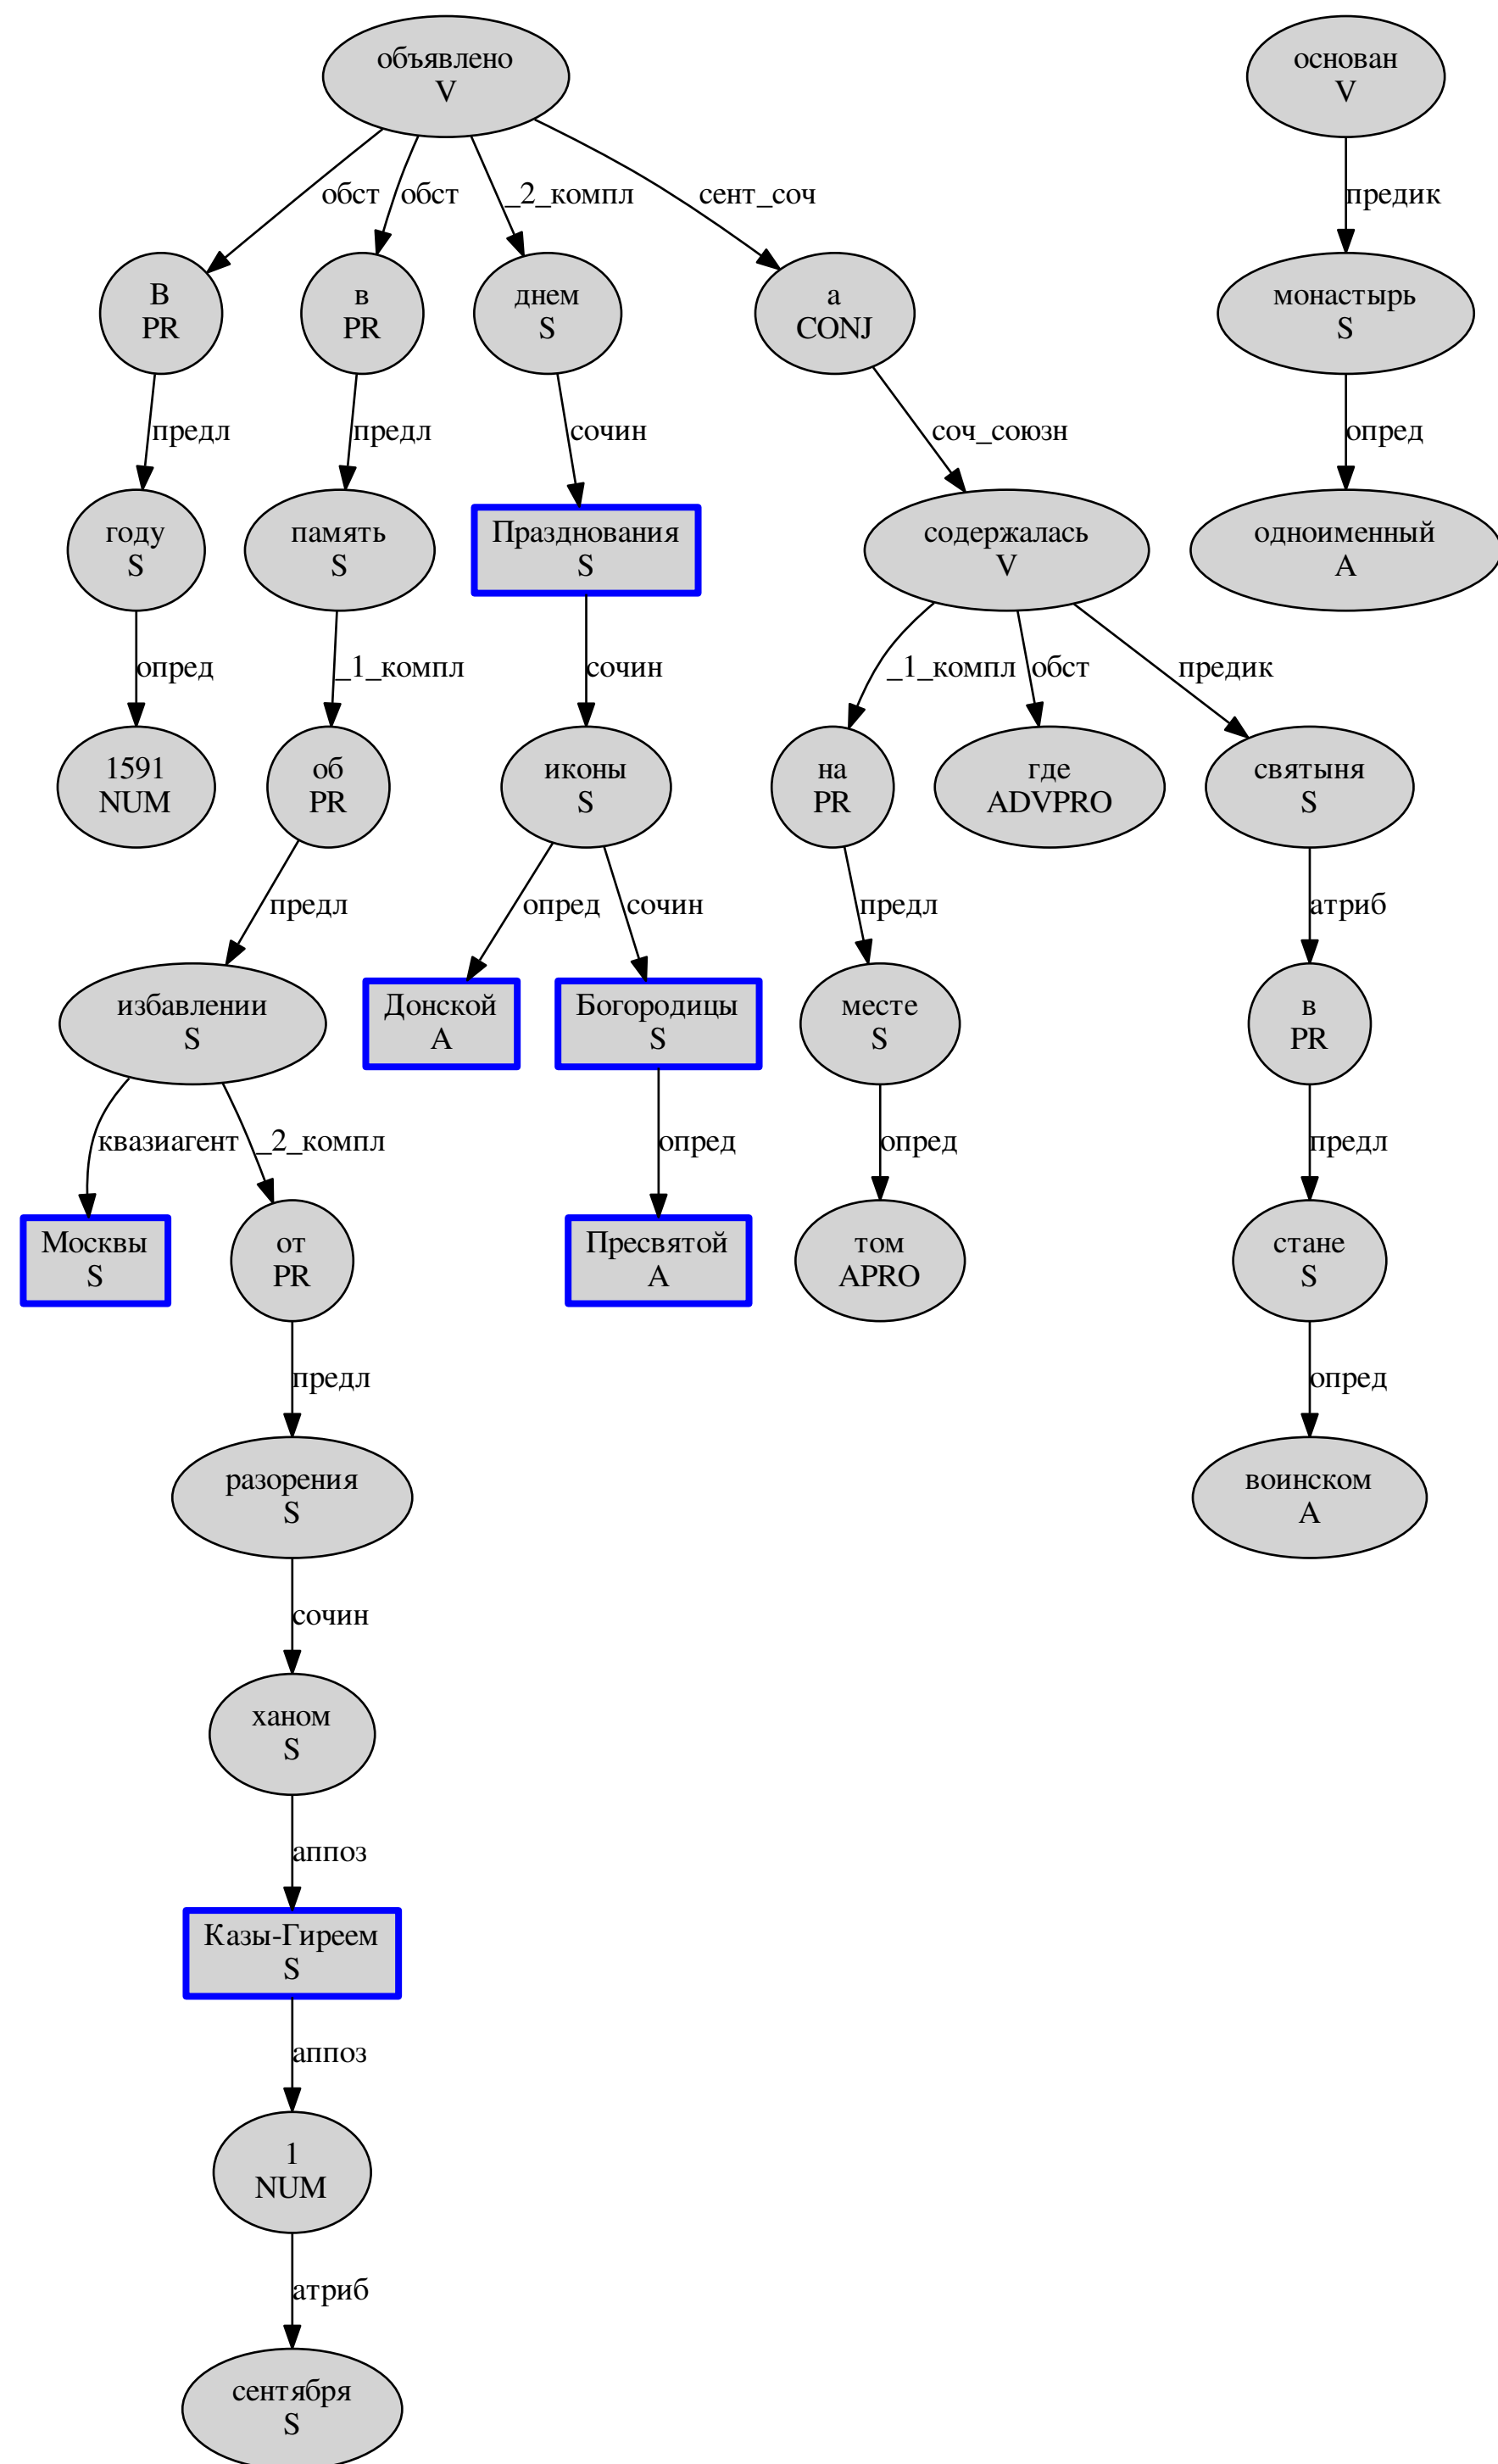 объявлено
V
основан
V
обст
обст
_2_компл
сент_соч
предик
В
PR
в
PR
днем
S
а
CONJ
монастырь
S
предл
предл
сочин
соч_союзн
опред
году
S
память
S
Празднования
S
содержалась
V
одноименный
A
опред
_1_компл
сочин
_1_компл
обст
предик
1591
NUM
об
PR
иконы
S
на
PR
где
ADVPRO
святыня
S
предл
опред
сочин
предл
атриб
избавлении
S
Донской
A
Богородицы
S
месте
S
в
PR
квазиагент
_2_компл
опред
опред
предл
Москвы
S
от
PR
Пресвятой
A
том
APRO
стане
S
предл
опред
разорения
S
воинском
A
сочин
ханом
S
аппоз
Казы-Гиреем
S
аппоз
1
NUM
атриб
сентября
S